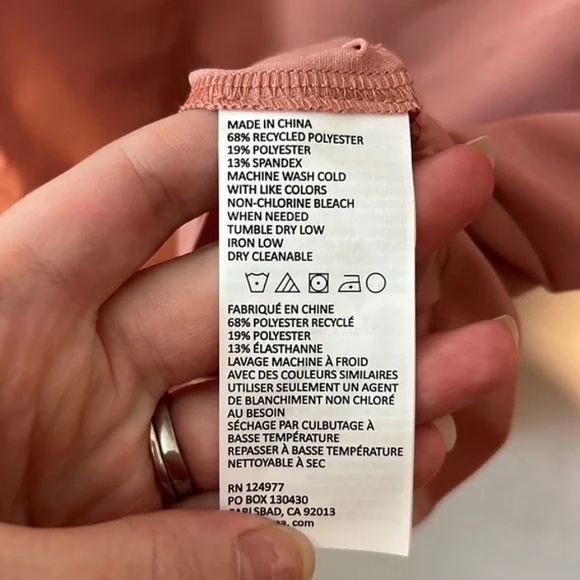 MADE IN CHINA
68% RECYCLED POLYESTER
19% POLYESTER
13% SPANDEX
MACHINE WASH COLD
WITH LIKE COLORS
NON-CHLORINE BLEACH
WHEN NEEDED
TUMBLE DRY LOW
IRON LOW
DRY CLEANABLE
FABRIQUÉ EN CHINE
68% POLYESTER RECYCLÉ
19% POLYESTER
13% ÉLASTHANNE
LAVAGE MACHINE À FROID
AVEC DES COULEURS SIMILAIRES
UTILISER SEULEMENT UN AGENT
DE BLANCHIMENT NON CHLORÉ
AU BESOIN
SÉCHAGE PAR CULBUTAGE À
BASSE TEMPÉRATURE
REPASSER À BASSE TEMPÉRATURE
NETTOYABLE À SEC
RN 124977
PO BOX 130430
CARLSBAD, CA 92013
. com